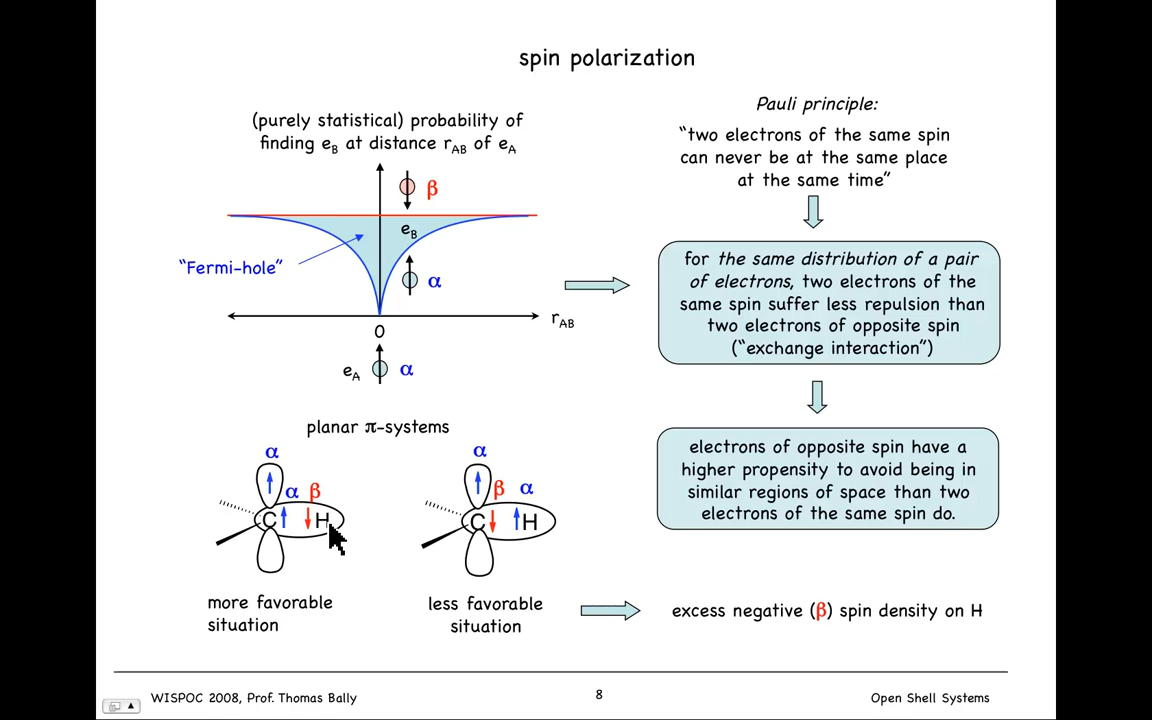 spin polarization
(purely statistical) probability of
finding eB at distance rAB of eA
β
eB
"Fermi-hole"
α
rAB
0
eA
α
Pauli principle:
"two electrons of the same spin
can never be at the same place
at the same time"
for the same distribution of a pair
of electrons, two electrons of the
same spin suffer less repulsion than
two electrons of opposite spin
("exchange interaction")
electrons of opposite spin have a
higher propensity to avoid being in
similar regions of space than two
electrons of the same spin do.
planar π-systems
α
α β
C H
more favorable
situation
α
β α
C H
less favorable
situation
excess negative (β) spin density on H
WISPOC 2008, Prof. Thomas Bally
8
Open Shell Systems